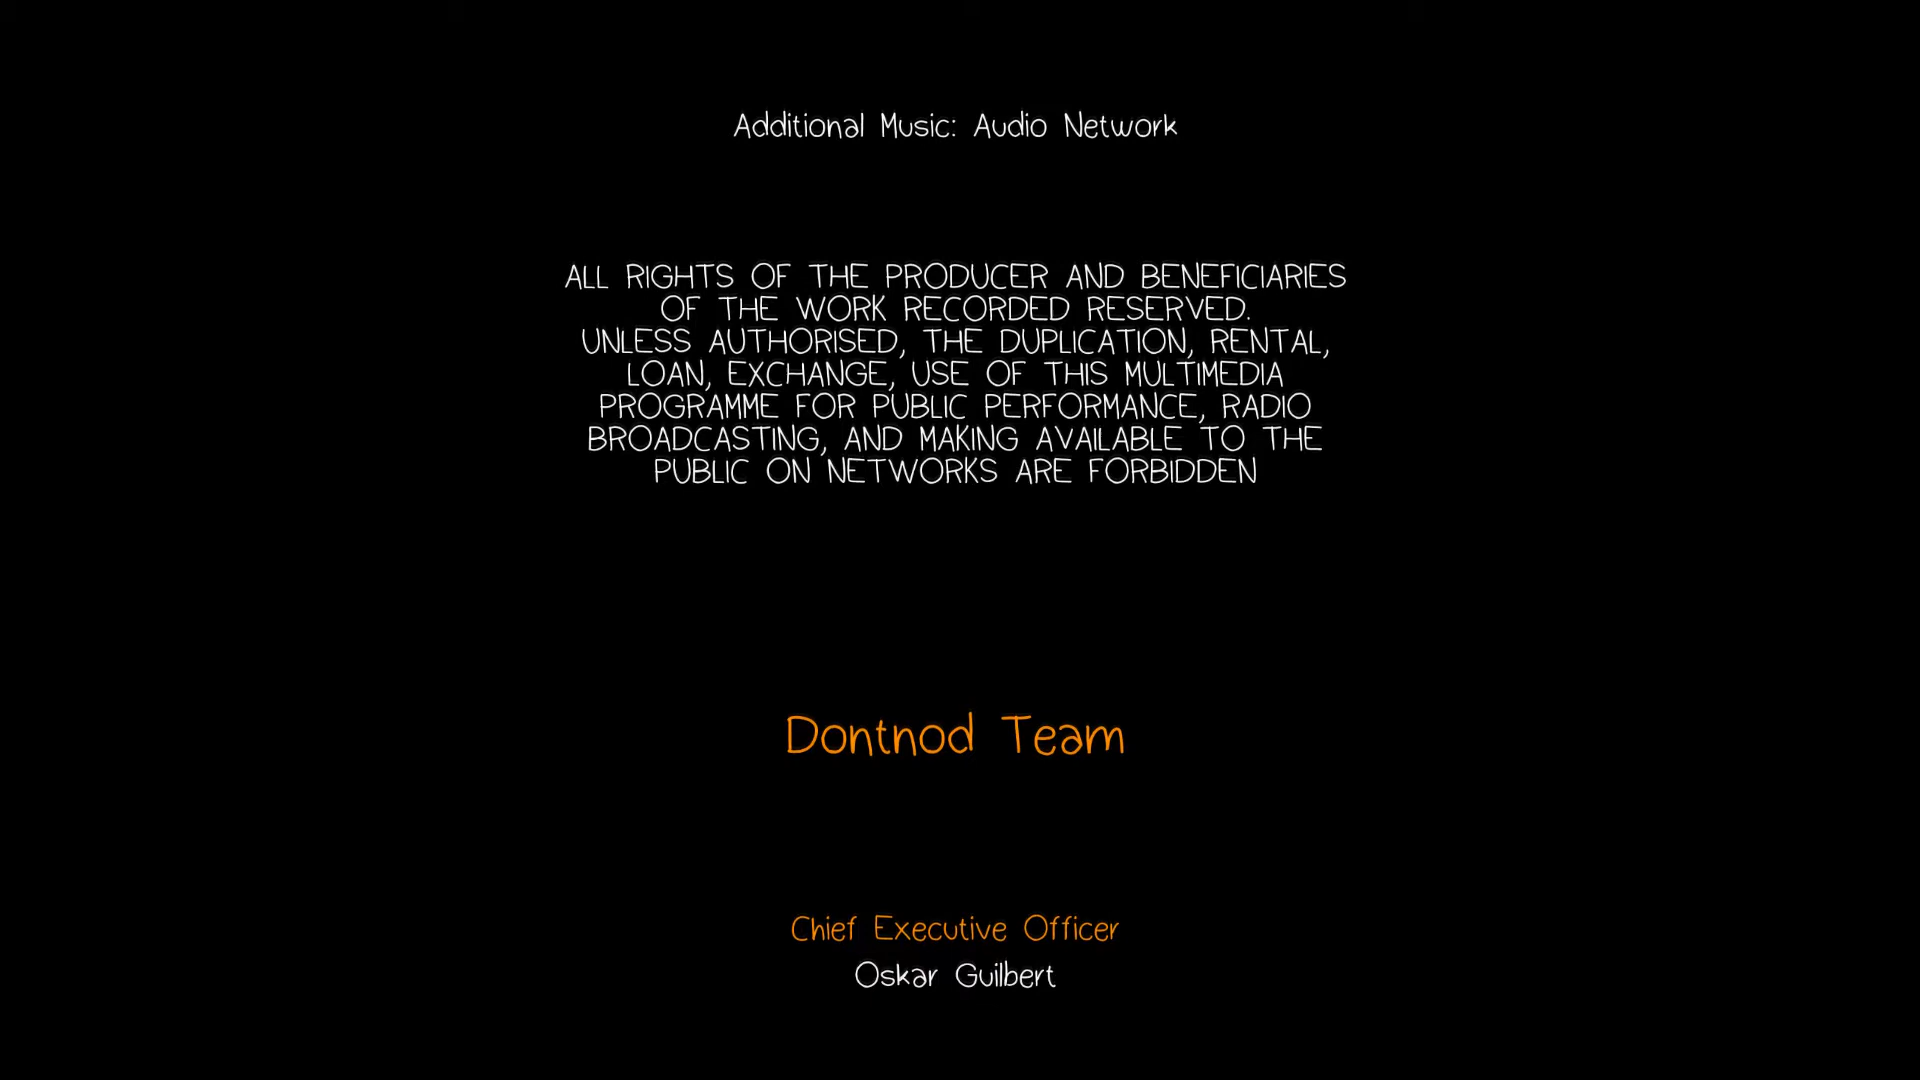 Additional Music: Audio Network
ALL RIGHTS OF THE PRODUCER AND BENEFICIARIES
OF THE WORK RECORDED RESERVED.
UNLESS AUTHORISED, THE DUPLICATION, RENTAL,
LOAN, EXCHANGE, USE OF THIS MULTIMEDIA
PROGRAMME FOR PUBLIC PERFORMANCE, RADIO
BROADCASTING, AND MAKING AVAILABLE TO THE
PUBLIC ON NETWORKS ARE FORBIDDEN
Dontnod Team
Chief Executive Officer
Oskar Guilbert